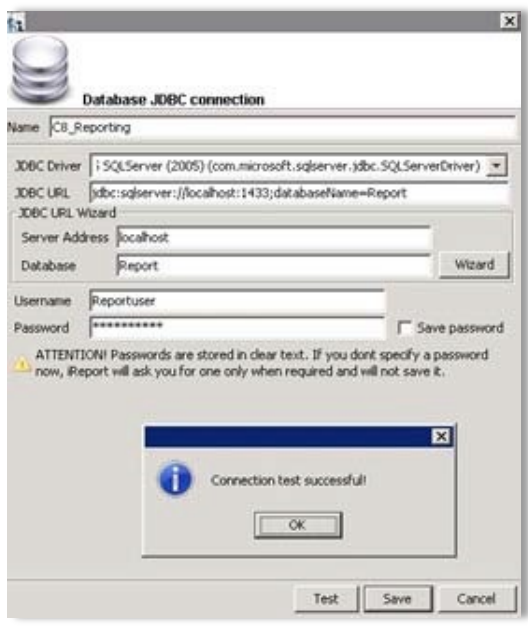 Database JDBC connection
Name C8_Reporting
JDBC Driver SQLServer (2005) (com.microsoft.sqlserver.jdbc.SQLServerDriver)
JDBC URL jdbc:sqlserver://localhost:1433;databaseName=Report
JDBC URL Wizard
Server Address localhost
Database Report Wizard
Username Reportuser
Password ********** Save password
ATTENTION! Passwords are stored in clear text. If you dont specify a password
now, iReport will ask you for one only when required and will not save it.
Connection test successful!
OK
Test Save Cancel